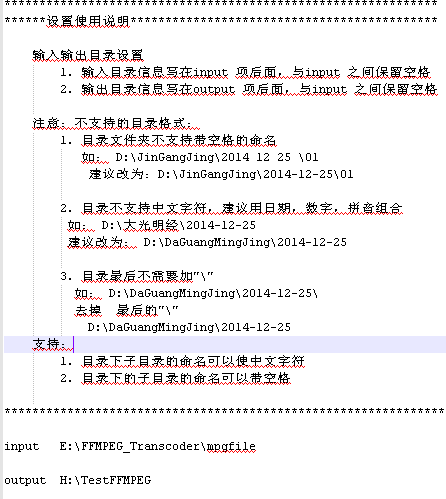 ****************************************************
*****设置使用说明***********************************
输入输出目录设置
1. 输入目录信息写在input 项后面，与input 之间保留空格
2. 输出目录信息写在output 项后面，与input 之间保留空格
注意：不支持的目录格式：
1. 目录文件夹不支持带空格的命名
如： D:\JinGangJing\2014 12 25 \01
建议改为：D:\JinGangJing\2014-12-25\01
2. 目录不支持中文字符，建议用日期，数字，拼音组合
如：D:\大光明经\2014-12-25
建议改为： D:\DaGuangMingJing\2014-12-25
3. 目录最后不需要加"\"
如： D:\DaGuangMingJing\2014-12-25\
去掉 最后的"\"
D:\DaGuangMingJing\2014-12-25
支持：
1. 目录下子目录的命名可以使中文字符
2. 目录下的子目录的命名可以带空格
****************************************************
input E:\FFMPEG_Transcoder\mpgfile
output H:\TestFFMPEG